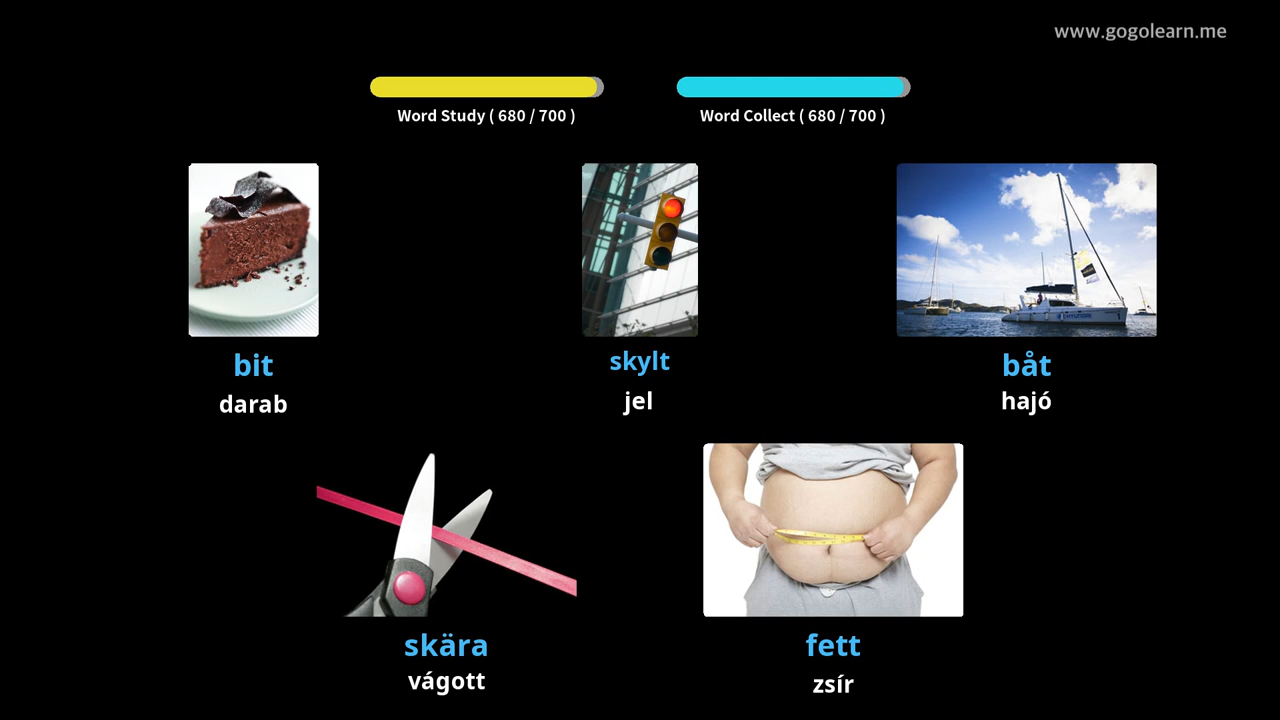 www.gogolearn.me
Word Study ( 680 / 700 )
Word Collect ( 680 / 700 )
bit
darab
skylt
jel
båt
hajó
skära
vágott
fett
zsír